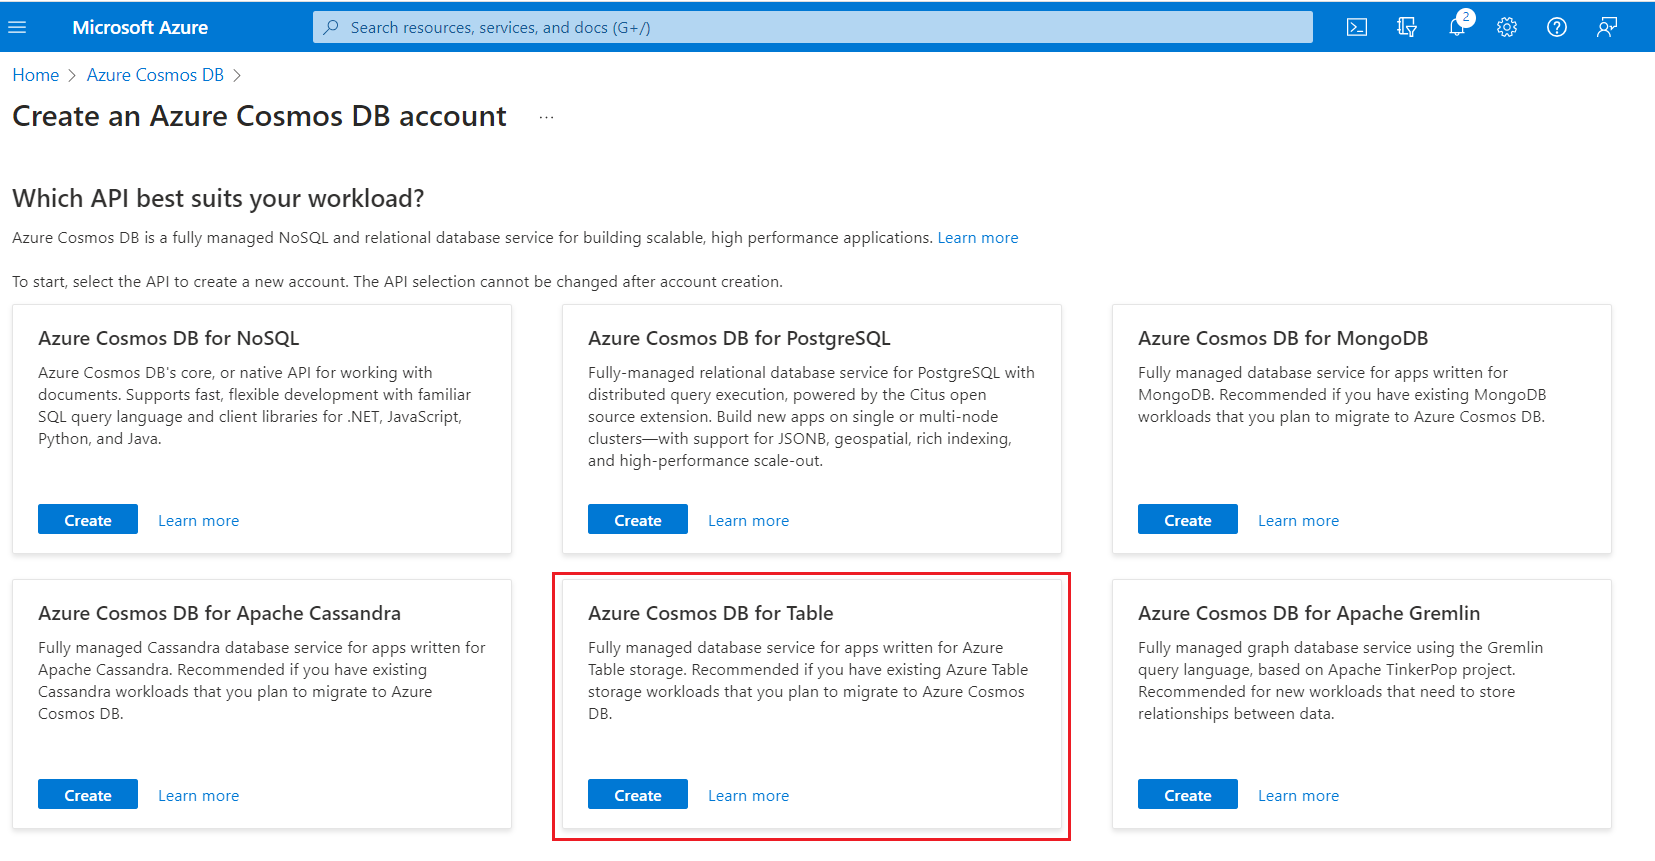 Microsoft Azure
Search resources, services, and docs (G+/)
2
Home > Azure Cosmos DB >
Create an Azure Cosmos DB account ...
Which API best suits your workload?
Azure Cosmos DB is a fully managed NoSQL and relational database service for building scalable, high performance applications. Learn more
To start, select the API to create a new account. The API selection cannot be changed after account creation.
Azure Cosmos DB for NoSQL
Azure Cosmos DB's core, or native API for working with
documents. Supports fast, flexible development with familiar
SQL query language and client libraries for .NET, JavaScript,
Python, and Java.
Create Learn more
Azure Cosmos DB for PostgreSQL
Fully-managed relational database service for PostgreSQL with
distributed query execution, powered by the Citus open
source extension. Build new apps on single or multi-node
clusters—with support for JSONB, geospatial, rich indexing,
and high-performance scale-out.
Create Learn more
Azure Cosmos DB for MongoDB
Fully managed database service for apps written for
MongoDB. Recommended if you have existing MongoDB
workloads that you plan to migrate to Azure Cosmos DB.
Create Learn more
Azure Cosmos DB for Apache Cassandra
Fully managed Cassandra database service for apps written for
Apache Cassandra. Recommended if you have existing
Cassandra workloads that you plan to migrate to Azure
Cosmos DB.
Create Learn more
Azure Cosmos DB for Table
Fully managed database service for apps written for Azure
Table storage. Recommended if you have existing Azure Table
storage workloads that you plan to migrate to Azure Cosmos
DB.
Create Learn more
Azure Cosmos DB for Apache Gremlin
Fully managed graph database service using the Gremlin
query language, based on Apache TinkerPop project.
Recommended for new workloads that need to store
relationships between data.
Create Learn more